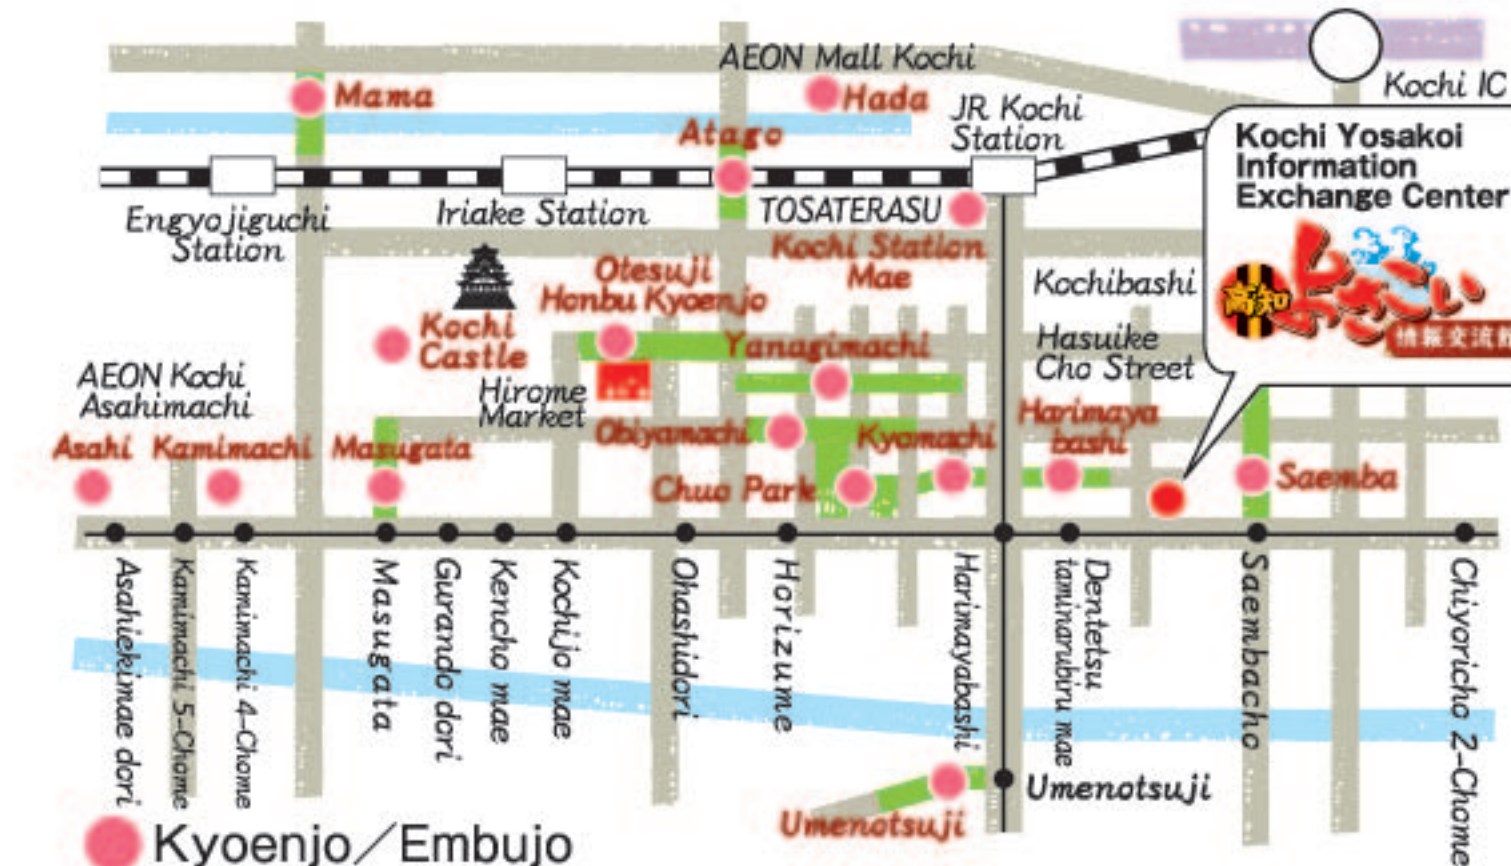 AEON Mall Kochi
Kochi IC
Mama
Hada
Atago
JR Kochi
Station
Kochi Yosakoi
Information
Exchange Center
高知
よさこい
情報交流館
Engyojiguchi
Station
Iriake Station
TOSATERASU
Kochi Station
Mae
Otesuji
Honbu Kyoenjo
Kochibashi
Kochi
Castle
Yanagimachi
Hasuike
Cho Street
AEON Kochi
Asahimachi
Hirome
Market
Harimaya
bashi
Asahi
Kamimachi
Masugata
Obiyamachi
Kyomachi
Chuo Park
Saemba
Asahiekimae dori
Kamimachi 5-Chome
Kamimachi 4-Chome
Masugata
Gurando dori
Kencho mae
Kochijo mae
Ohashidori
Horizume
Harimayabashi
Dentetsu
taminarubiru mae
Saembacho
Chiyoricho 2-Chome
Umenotsuji
Umenotsuji
Kyoenjo／Embujo